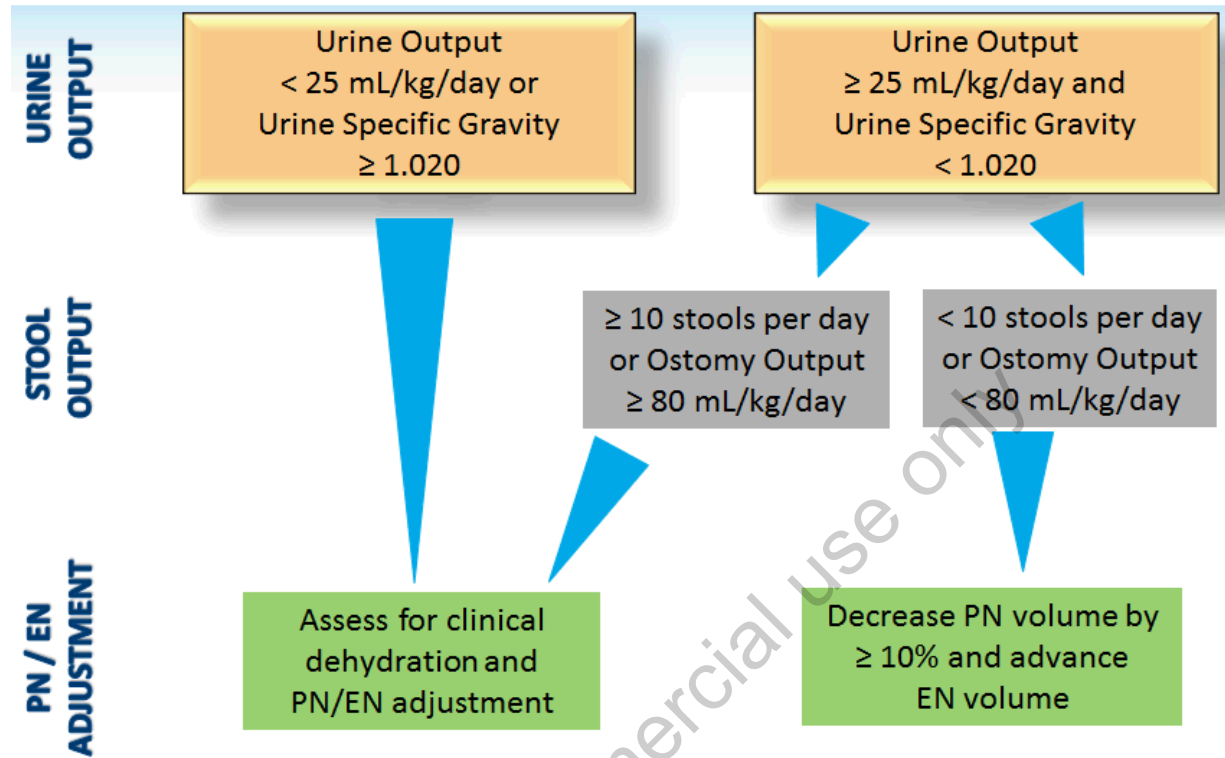 URINE
OUTPUT
Urine Output
< 25 mL/kg/day or
Urine Specific Gravity
≥ 1.020
Urine Output
≥ 25 mL/kg/day and
Urine Specific Gravity
< 1.020
STOOL
OUTPUT
≥ 10 stools per day
or Ostomy Output
≥ 80 mL/kg/day
< 10 stools per day
or Ostomy Output
< 80 mL/kg/day
PN / EN
ADJUSTMENT
Assess for clinical
dehydration and
PN/EN adjustment
Decrease PN volume by
≥ 10% and advance
EN volume
mercial use only